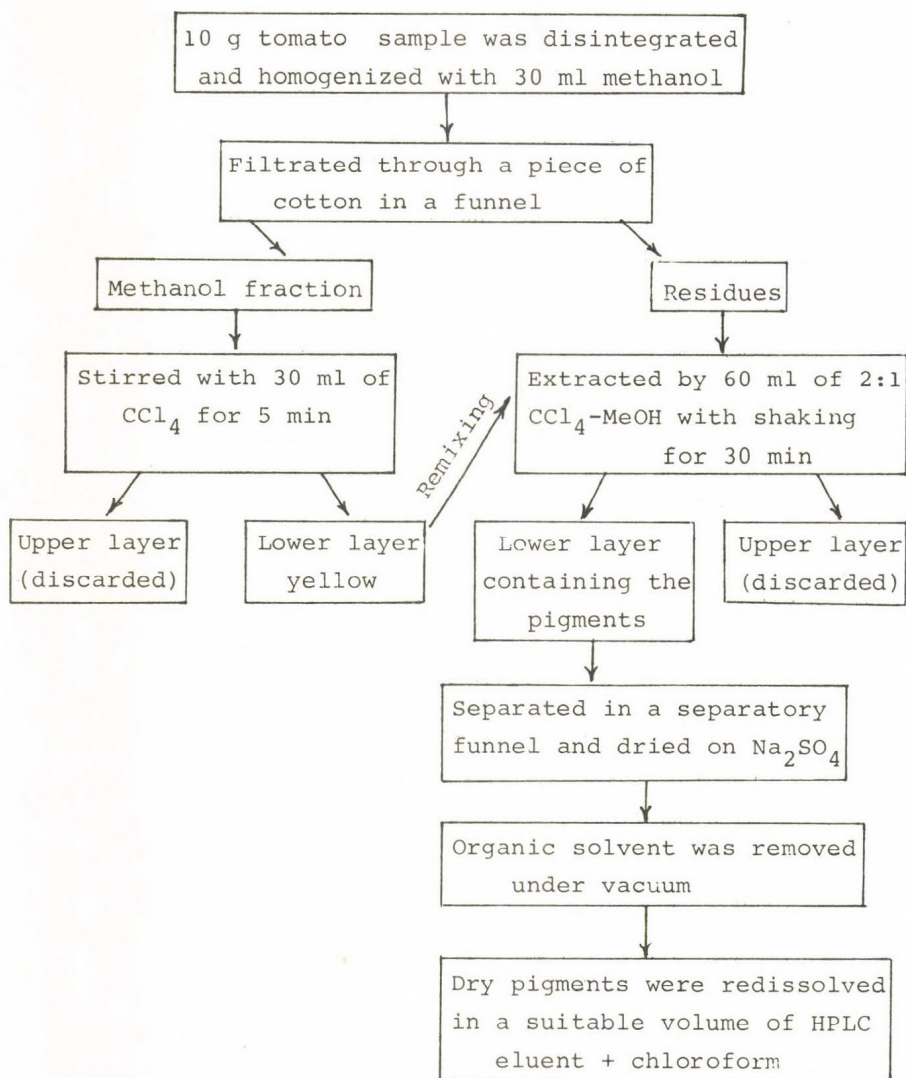 10 g tomato sample was disintegrated
and homogenized with 30 ml methanol
Filtrated through a piece of
cotton in a funnel
Methanol fraction
Residues
Stirred with 30 ml of
CCl4 for 5 min
Remixing
Extracted by 60 ml of 2:1
CCl4-MeOH with shaking
for 30 min
Upper layer
(discarded)
Lower layer
yellow
Lower layer
containing the
pigments
Upper layer
(discarded)
Separated in a separatory
funnel and dried on Na2SO4
Organic solvent was removed
under vacuum
Dry pigments were redissolved
in a suitable volume of HPLC
eluent + chloroform